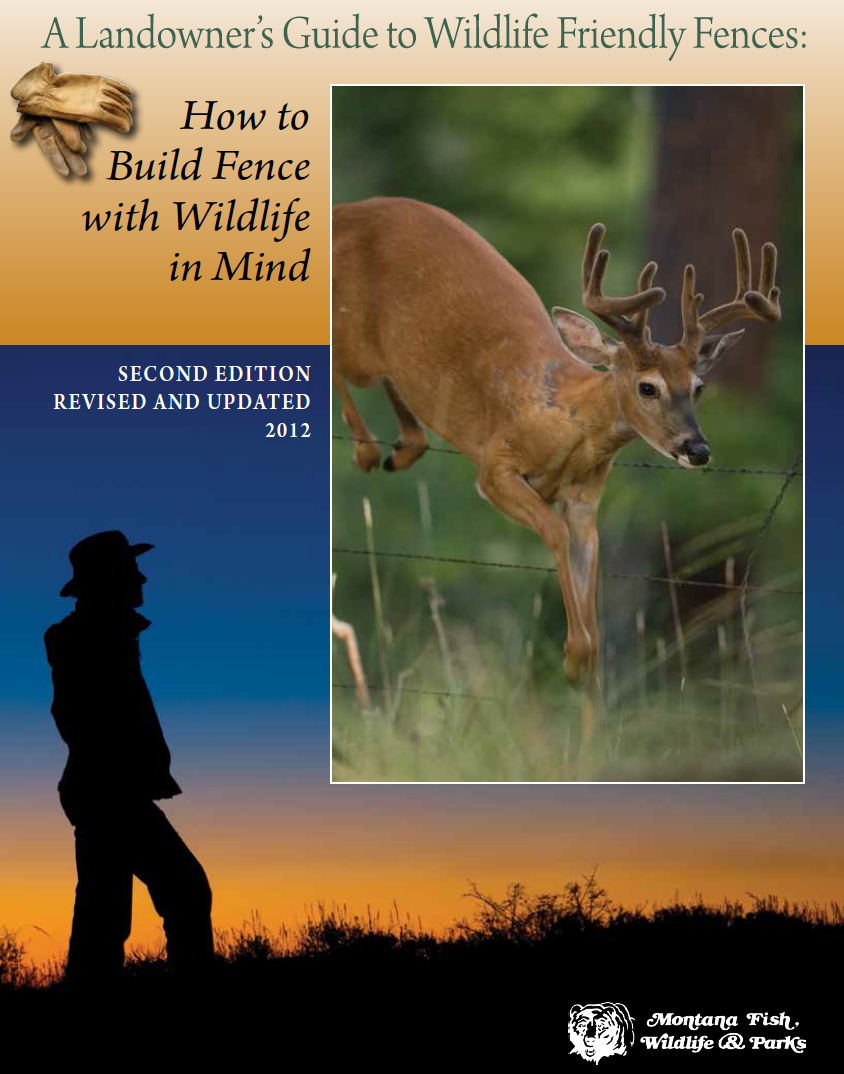 A Landowner's Guide to Wildlife Friendly Fences:
How to
Build Fence
with Wildlife
in Mind
SECOND EDITION
REVISED AND UPDATED
2012
Montana Fish,
Wildlife & Parks